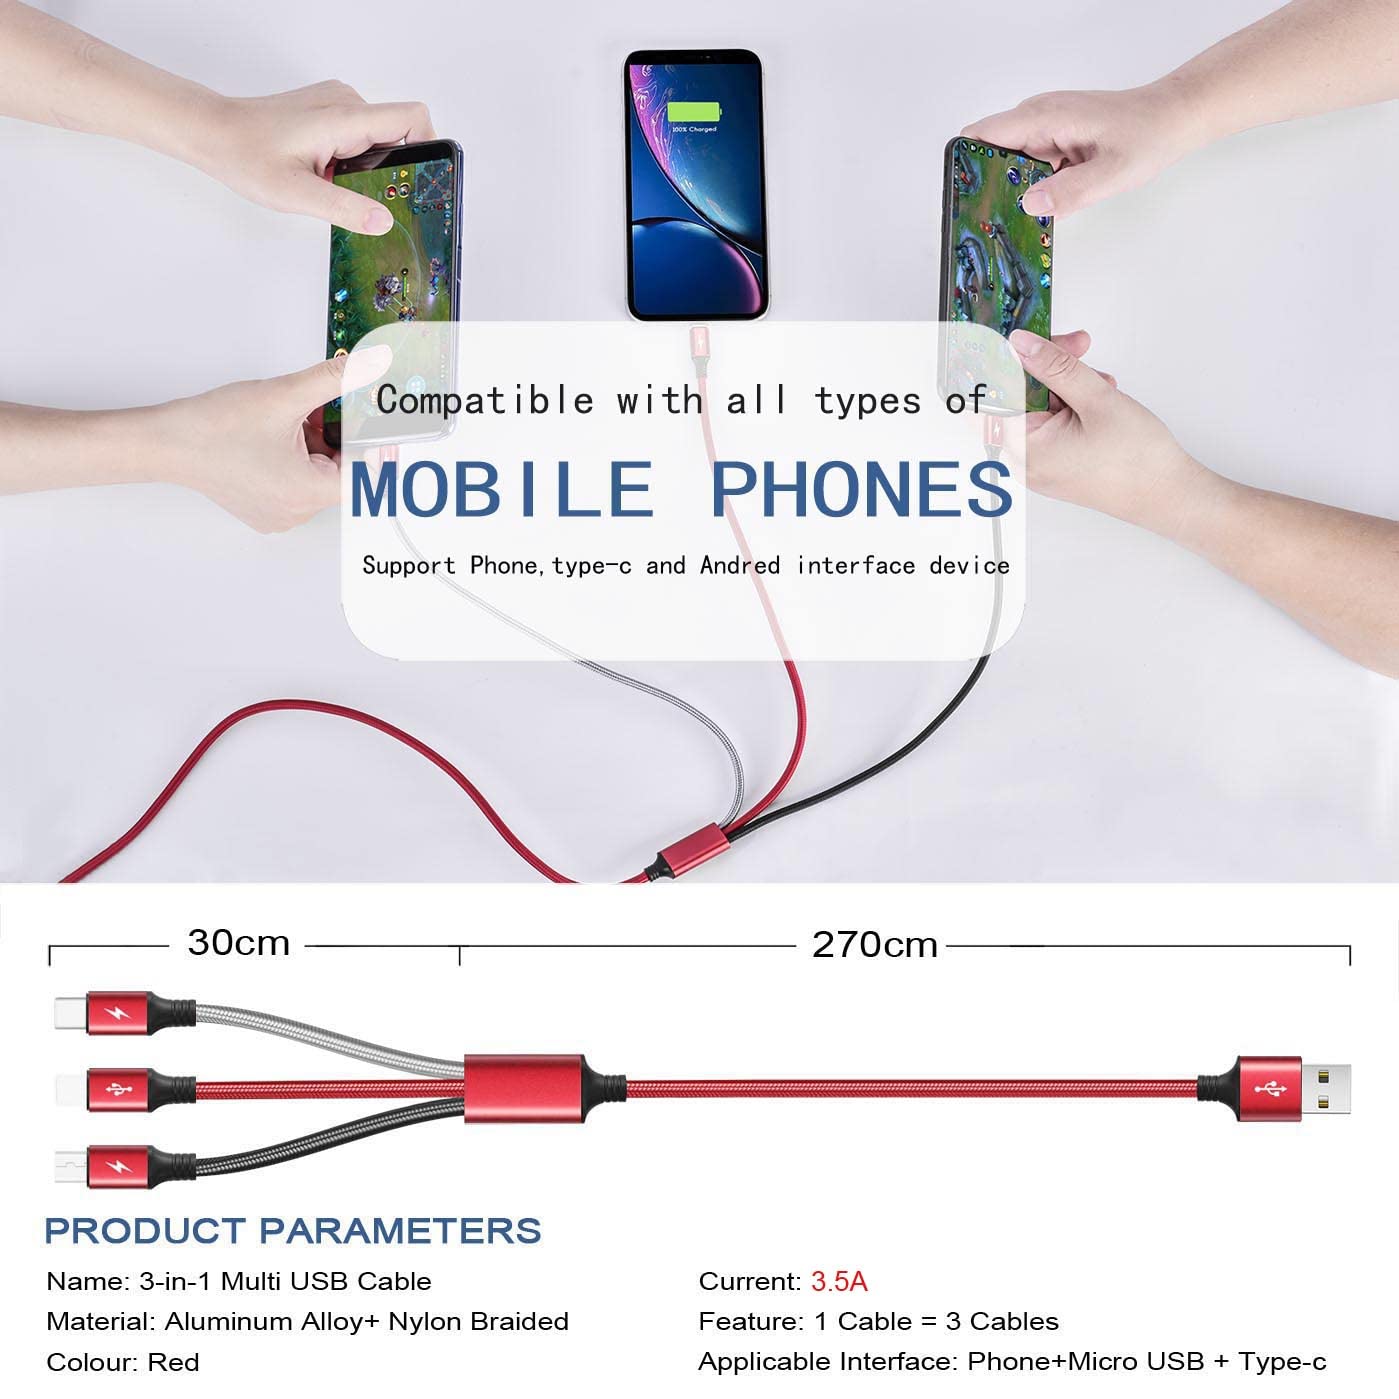 100% Charged
Compatible with all types of
MOBILE PHONES
Support Phone,type-c and Andred interface device
30cm
270cm
PRODUCT PARAMETERS
Name: 3-in-1 Multi USB Cable
Material: Aluminum Alloy+ Nylon Braided
Colour: Red
Current: 3.5A
Feature: 1 Cable = 3 Cables
Applicable Interface: Phone+Micro USB + Type-c